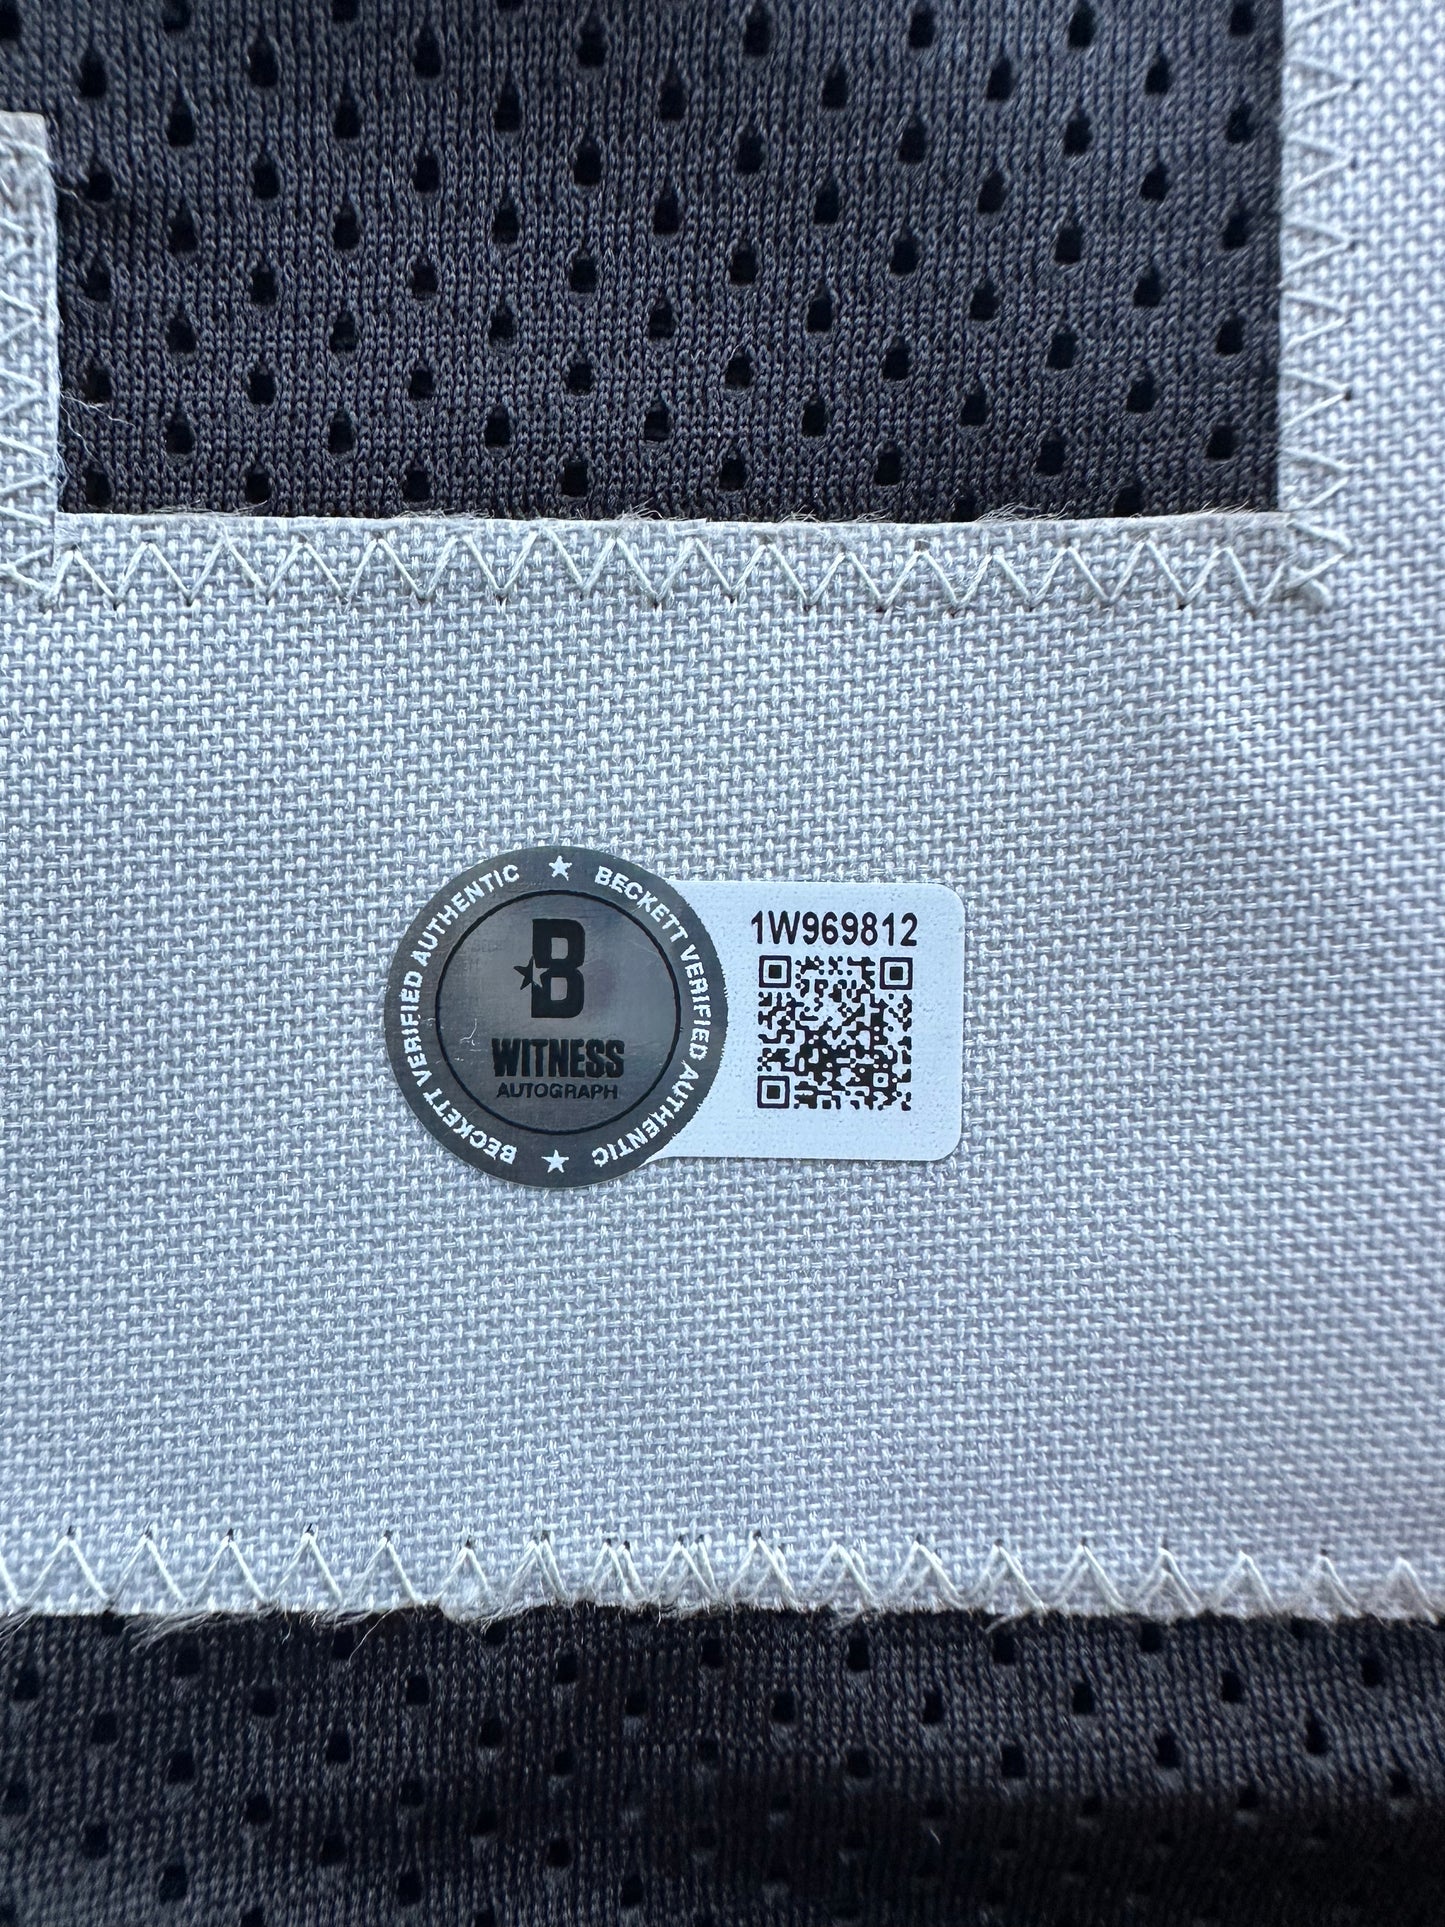 BECKETT VERIFIED AUTHENTIC ★ BECKETT VERIFIED AUTHENTIC ★
B
WITNESS
AUTOGRAPH
1W969812